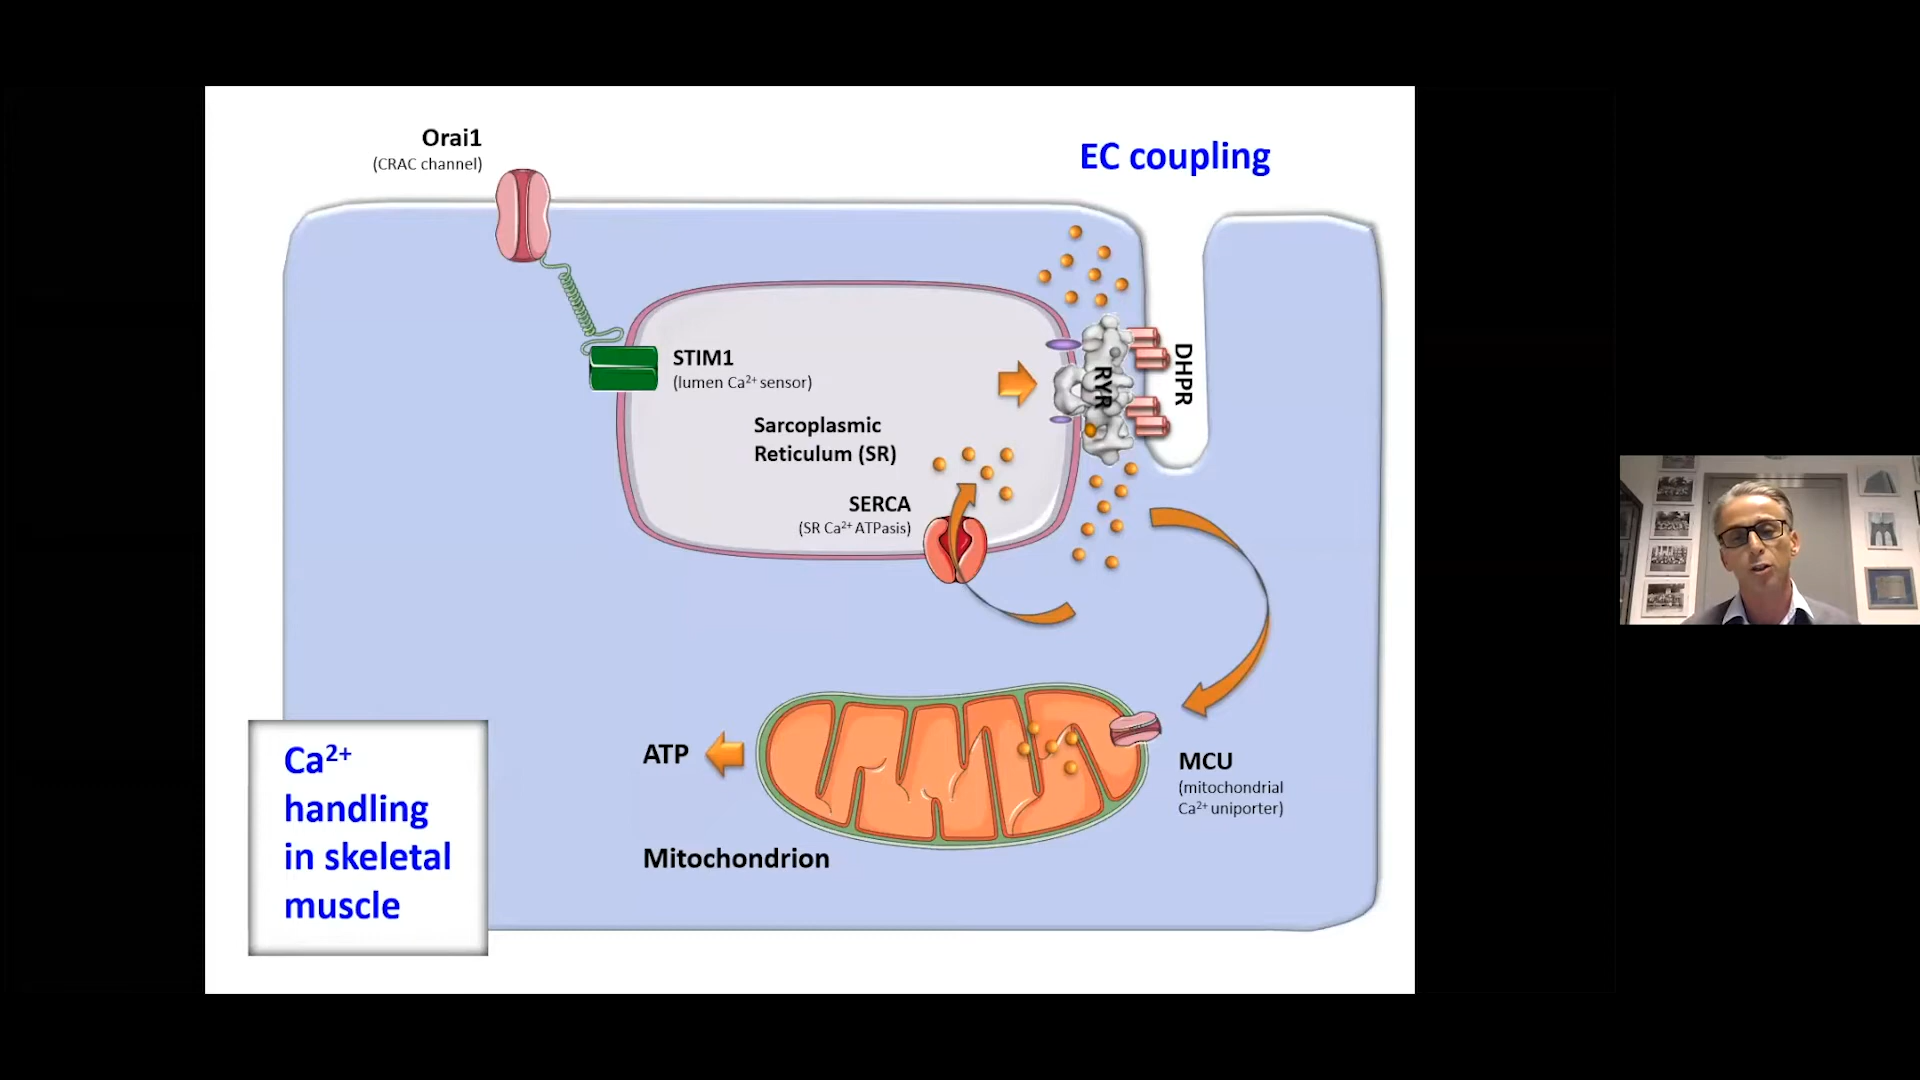 Orai1
(CRAC channel)
EC coupling
STIM1
(lumen Ca²⁺ sensor)
RYR
DHPR
Sarcoplasmic
Reticulum (SR)
SERCA
(SR Ca²⁺ ATPasis)
ATP
MCU
(mitochondrial
Ca²⁺ uniporter)
Mitochondrion
Ca²⁺
handling
in skeletal
muscle